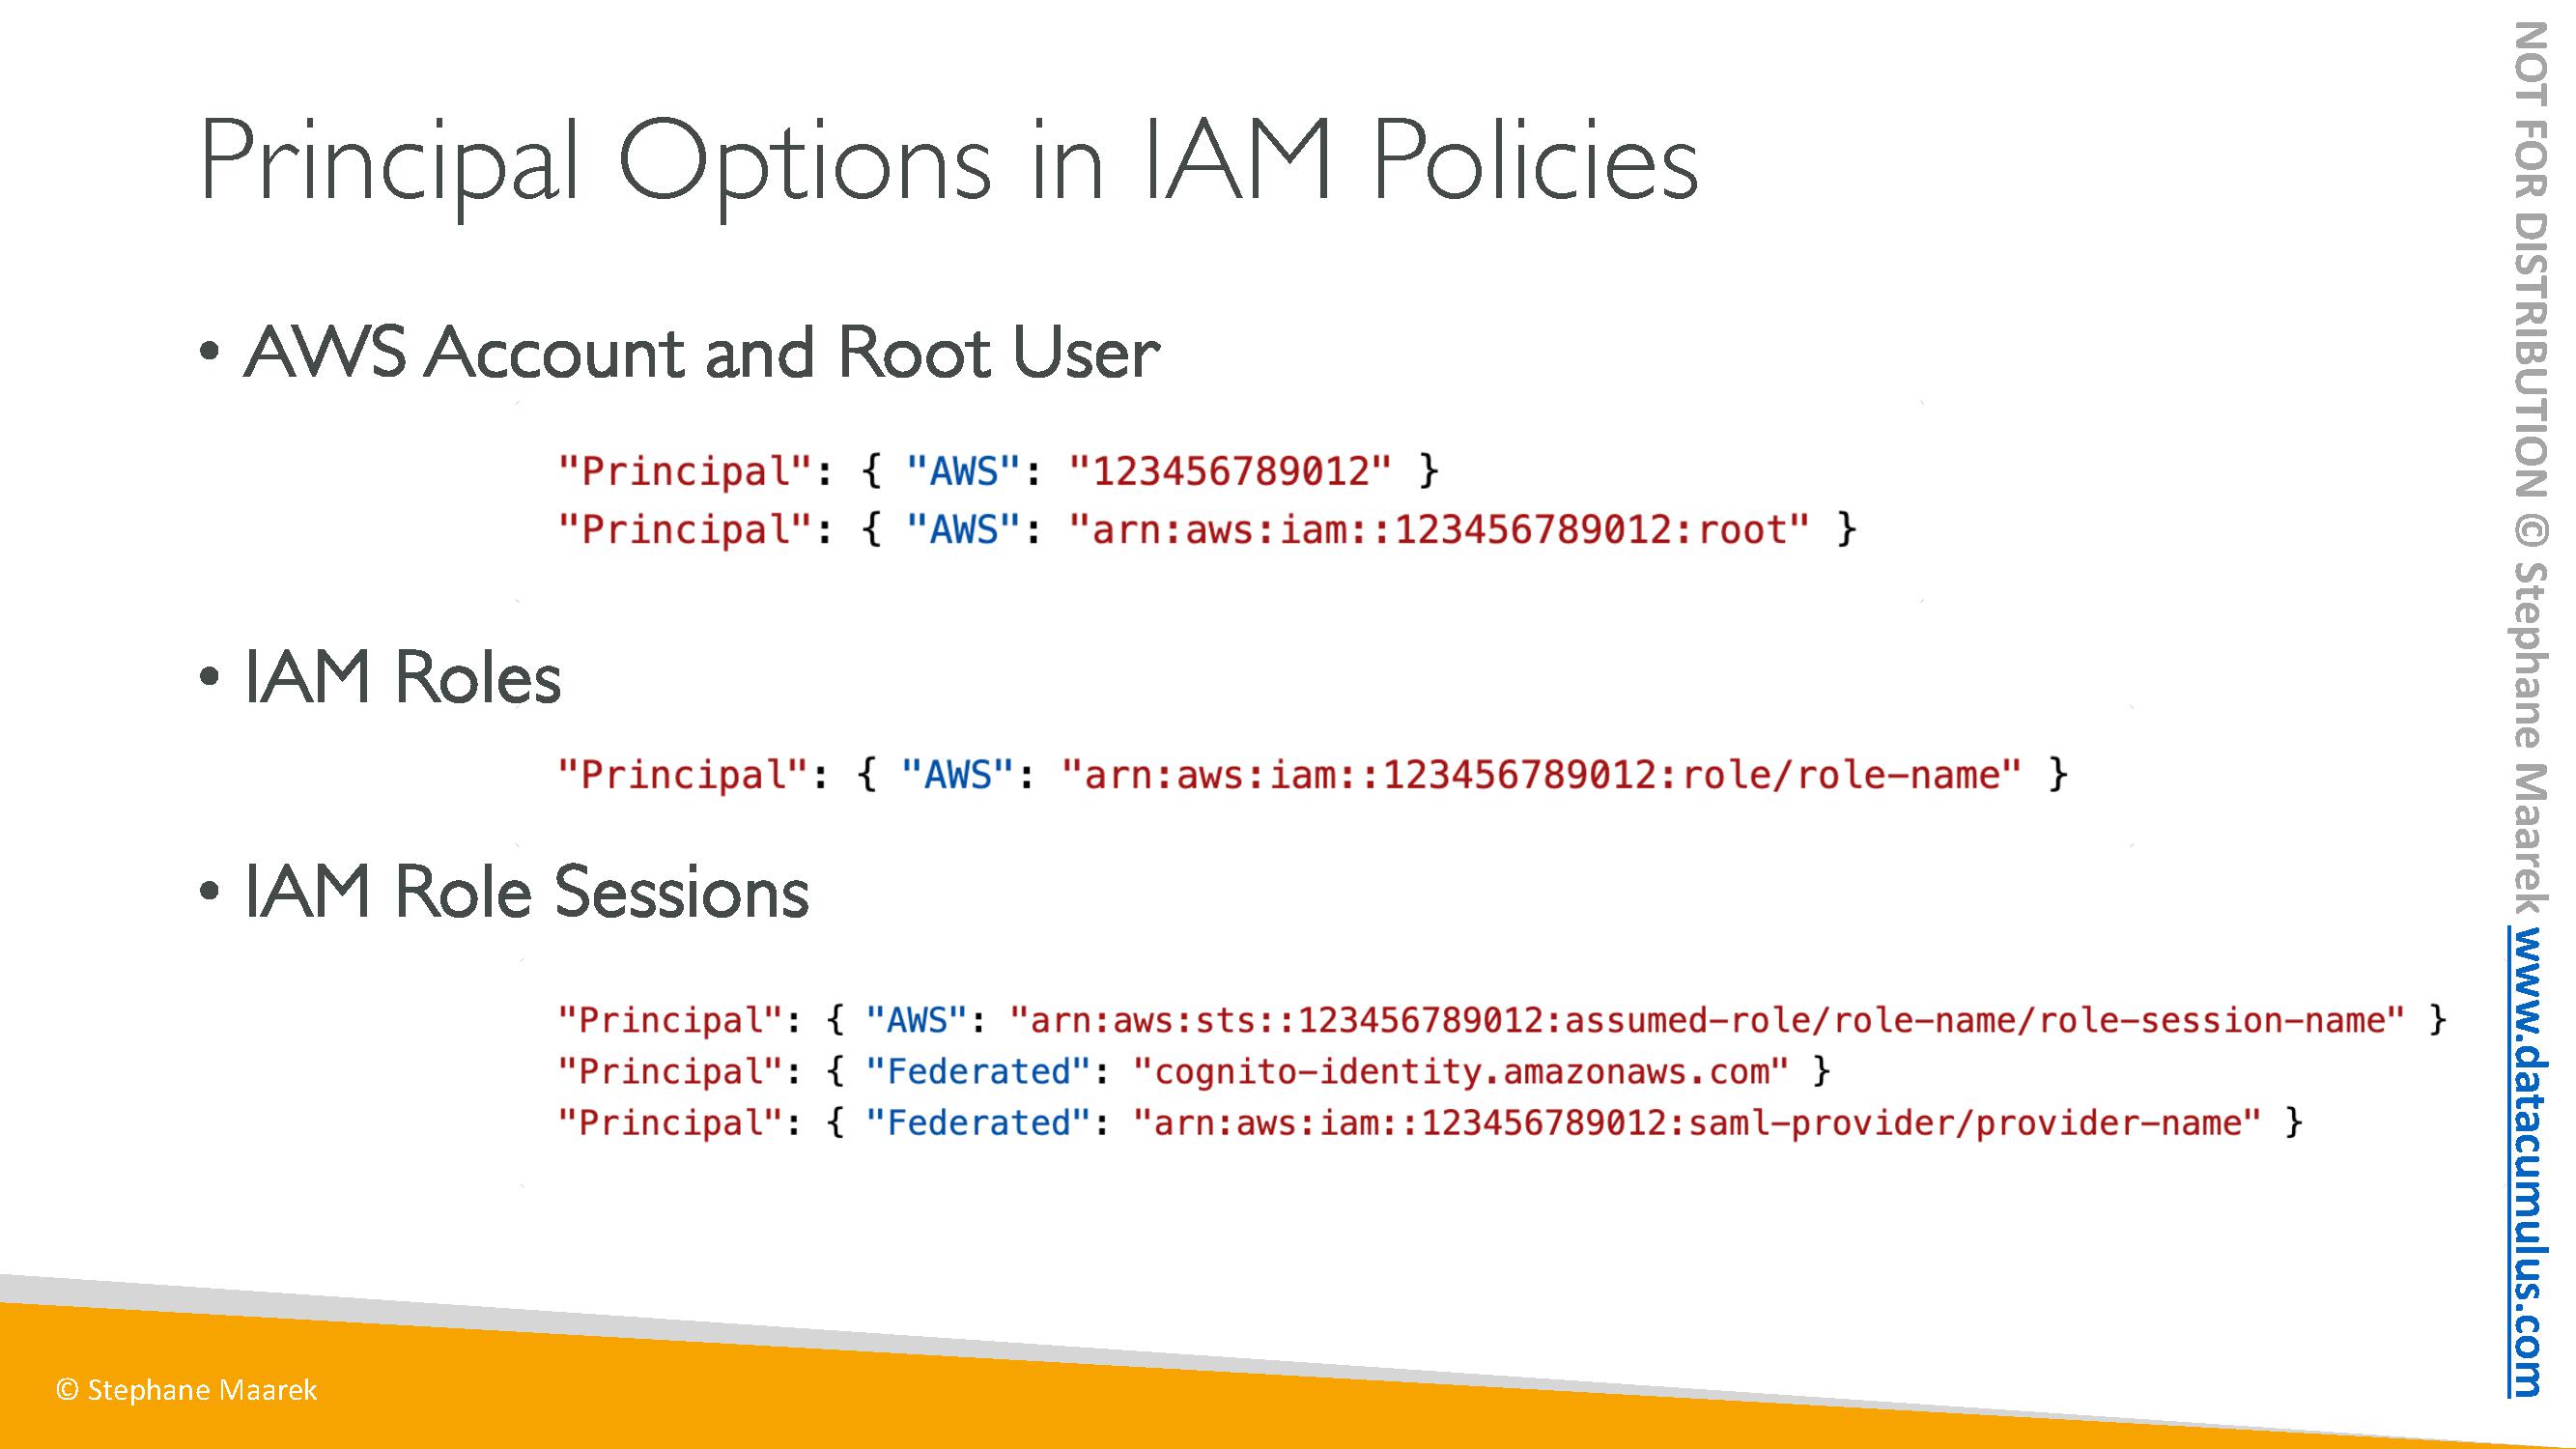 Principal Options in IAM Policies
• AWS Account and Root User
"Principal": { "AWS": "123456789012" }
"Principal": { "AWS": "arn:aws:iam::123456789012:root" }
• IAM Roles
"Principal": { "AWS": "arn:aws:iam::123456789012:role/role-name" }
• IAM Role Sessions
"Principal": { "AWS": "arn:aws:sts::123456789012:assumed-role/role-name/role-session-name" }
"Principal": { "Federated": "cognito-identity.amazonaws.com" }
"Principal": { "Federated": "arn:aws:iam::123456789012:saml-provider/provider-name" }
© Stephane Maarek
NOT FOR DISTRIBUTION © Stephane Maarek www.datacumulus.com